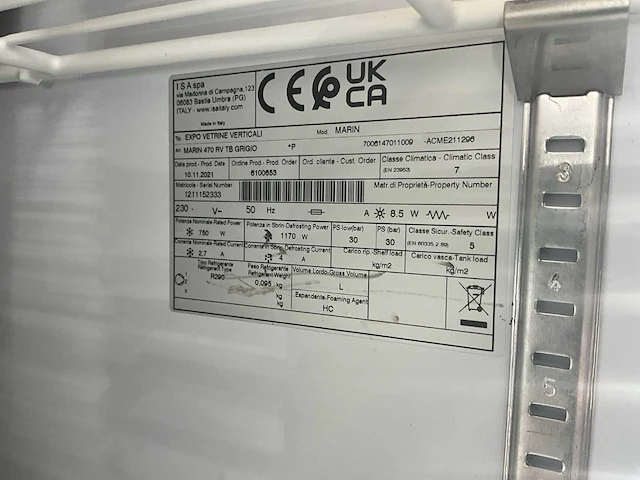 I S A spa
via Madonna di Campagna,123
06083 Bastia Umbra (PG)
ITALY - www.isaitaly.com
Made in Italy
CE
UK
CA
Tip. EXPO VETRINE VERTICALI Mod. MARIN
Art. MARIN 470 RV TB GRIGIO *P 7006147011009 -ACME211296
Data prod.- Prod. Date Ordine Prod.- Prod. Order Ord. cliente - Cust. Order Classe Climatica - Climatic Class
10.11.2021 6100653 (EN 23953) 7
Matricola - Serial Number Matr.di Proprietà-Property Number
1211152333
230 - V~ 50 Hz A 8.5 W W
Potenza Nominale-Rated Power Potenza in Sbrin-Defrosting Power PS-low(bar) PS (bar) Classe Sicur.-Safety Class
750 W 1170 W 30 30 (EN 60335-2-89) 5
Corrente Nominale-Rated Current Corrente in Sbrin-Defrosting Current Carico rip.-Shelf load Carico vasca-Tank load
2,7 A 4 A kg/m2 kg/m2
Tipo Refrigerante Peso Refrigerante Volume Lordo-Gross Volume
Refrigerant Type Refrigerant Weight L
R290 0,095 kg
kg Espandente-Foaming Agent
kg HC
3
4
5